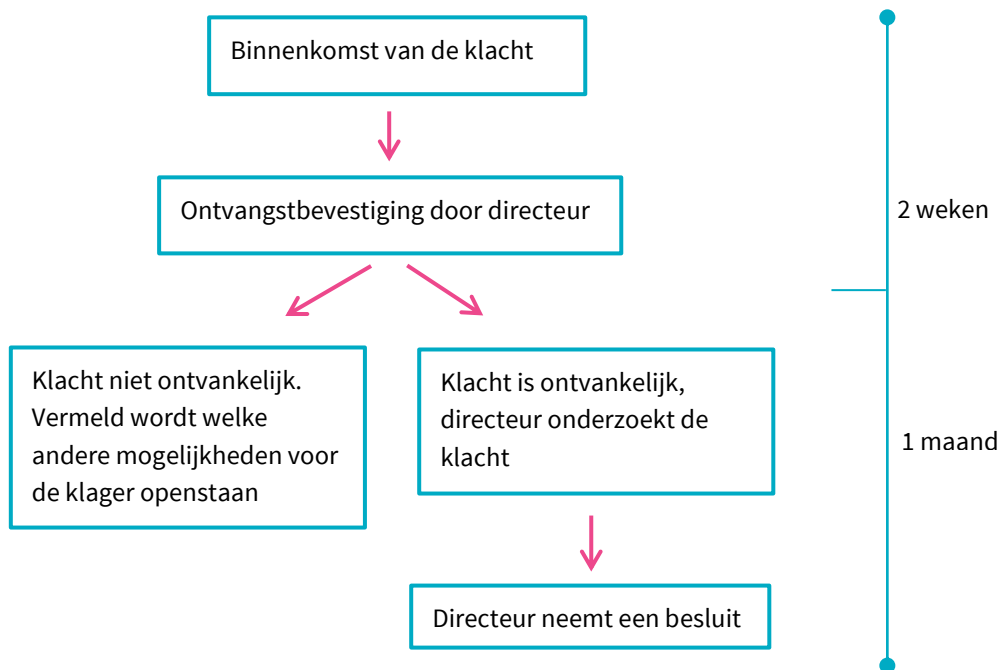 Binnenkomst van de klacht
Ontvangstbevestiging door directeur
2 weken
Klacht niet ontvankelijk.
Vermeld wordt welke
andere mogelijkheden voor
de klager openstaan
Klacht is ontvankelijk,
directeur onderzoekt de
klacht
1 maand
Directeur neemt een besluit